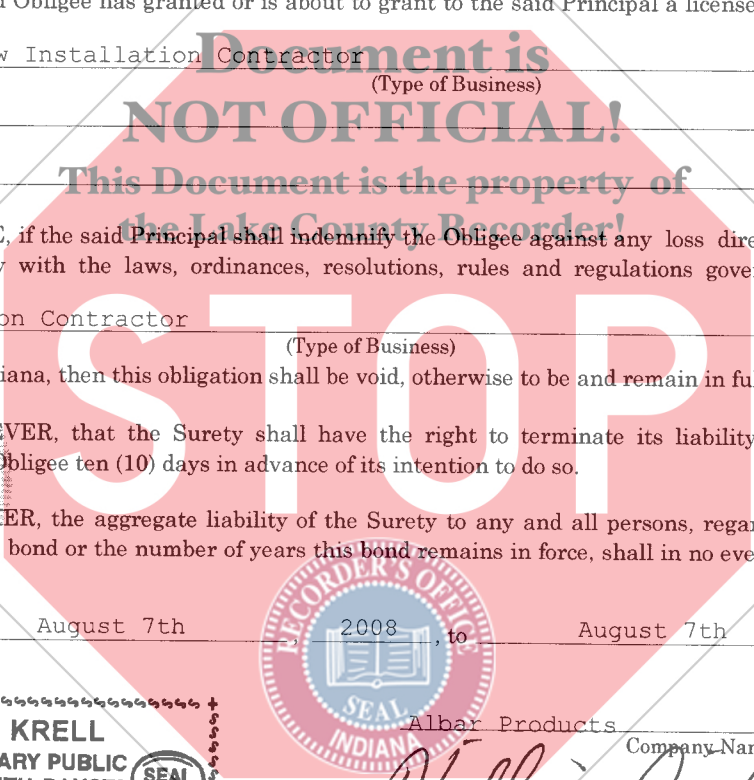 Obligee has granted or is about to grant to the said Principal a license
Document is
Installation Contractor
(Type of Business)
NOT OFFICIAL!
This Document is the property of
the Lake County Recorder!
, if the said Principal shall indemnify the Obligee against any loss dire
with the laws, ordinances, resolutions, rules and regulations gove
on Contractor
(Type of Business)
STOP
iana, then this obligation shall be void, otherwise to be and remain in ful
VER, that the Surety shall have the right to terminate its liability
Obligee ten (10) days in advance of its intention to do so.
ER, the aggregate liability of the Surety to any and all persons, regar
bond or the number of years this bond remains in force, shall in no eve
RECORDER'S OFFICE
August 7th , 2008 , to August 7th
SEAL
INDIANA
Albar Products
Company Nam
KRELL
ARY PUBLIC
SEAL